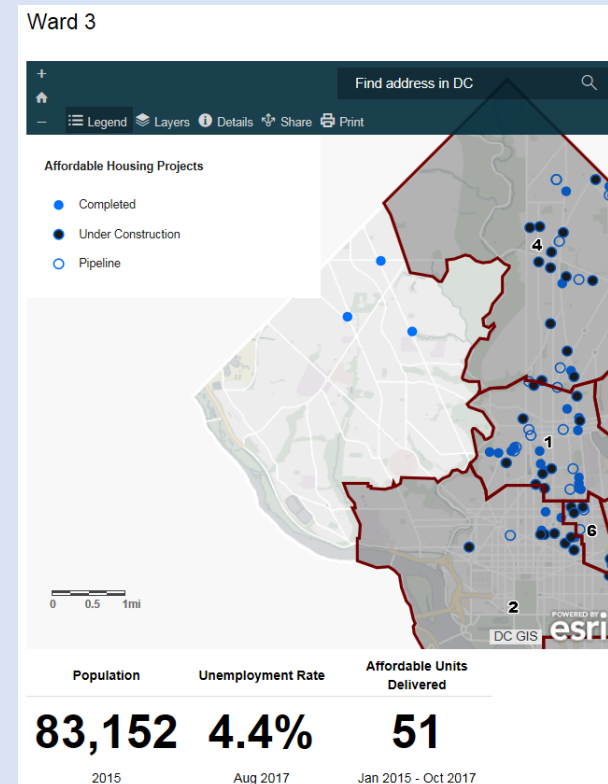 Ward 3
+
Find address in DC
−
Legend Layers Details Share Print
Affordable Housing Projects
Completed
Under Construction
Pipeline
4
1
6
2
0 0.5 1mi
POWERED BY
esri
DC GIS
Population Unemployment Rate Affordable Units Delivered
83,152 4.4% 51
2015 Aug 2017 Jan 2015 - Oct 2017